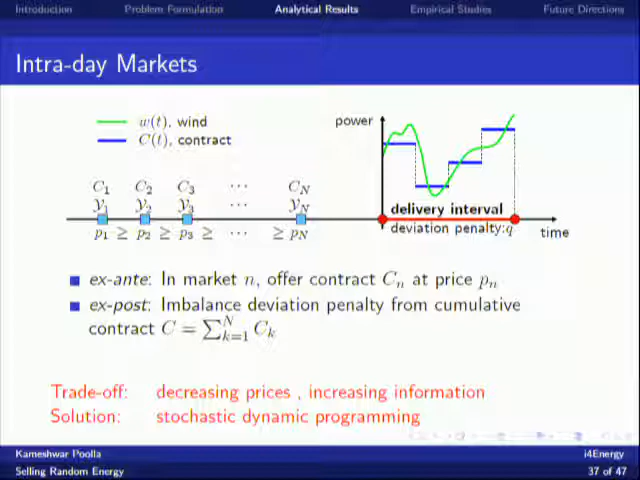 Introduction Problem Formulation Analytical Results Empirical Studies Future Directions
Intra-day Markets
w(t), wind
C(t), contract
power
C₁ C₂ C₃ ⋯ C_N
𝒴₁ 𝒴₂ 𝒴₃ ⋯ 𝒴_N
p₁ ≥ p₂ ≥ p₃ ≥ ⋯ ≥ p_N
delivery interval
deviation penalty:q
time
ex-ante: In market n, offer contract Cₙ at price pₙ
ex-post: Imbalance deviation penalty from cumulative
contract C = ∑ᴺₖ₌₁ Cₖ
Trade-off: decreasing prices , increasing information
Solution: stochastic dynamic programming
Kameshwar Poolla i4Energy
Selling Random Energy 37 of 47